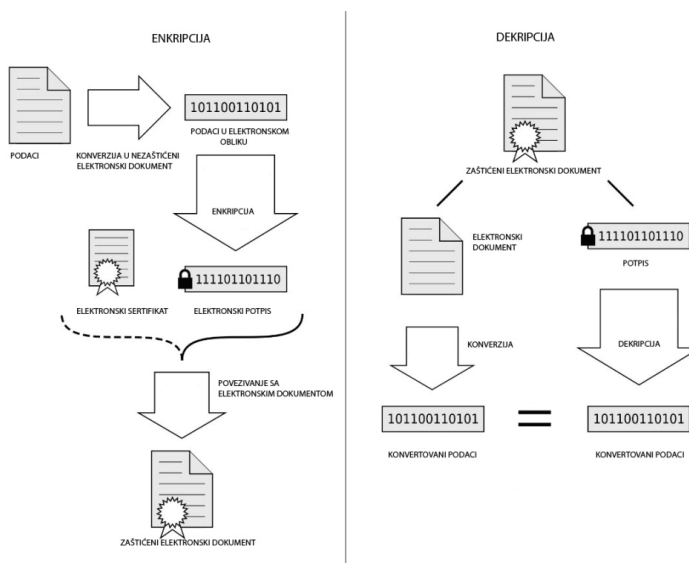 ENKRIPCIJA
101100110101
PODACI
KONVERZIJA U NEZAŠTIĆENI
ELEKTRONSKI DOKUMENT
PODACI U ELEKTRONSKOM
OBLIKU
ENKRIPCIJA
111101101110
ELEKTRONSKI SERTIFIKAT
ELEKTRONSKI POTPIS
POVEZIVANJE SA
ELEKTRONSKIM DOKUMENTOM
ZAŠTIĆENI ELEKTRONSKI DOKUMENT
DEKRIPCIJA
ZAŠTIĆENI ELEKTRONSKI DOKUMENT
ELEKTRONSKI
DOKUMENT
111101101110
POTPIS
KONVERZIJA
DEKRIPCIJA
101100110101
=
101100110101
KONVERTOVANI PODACI
KONVERTOVANI PODACI